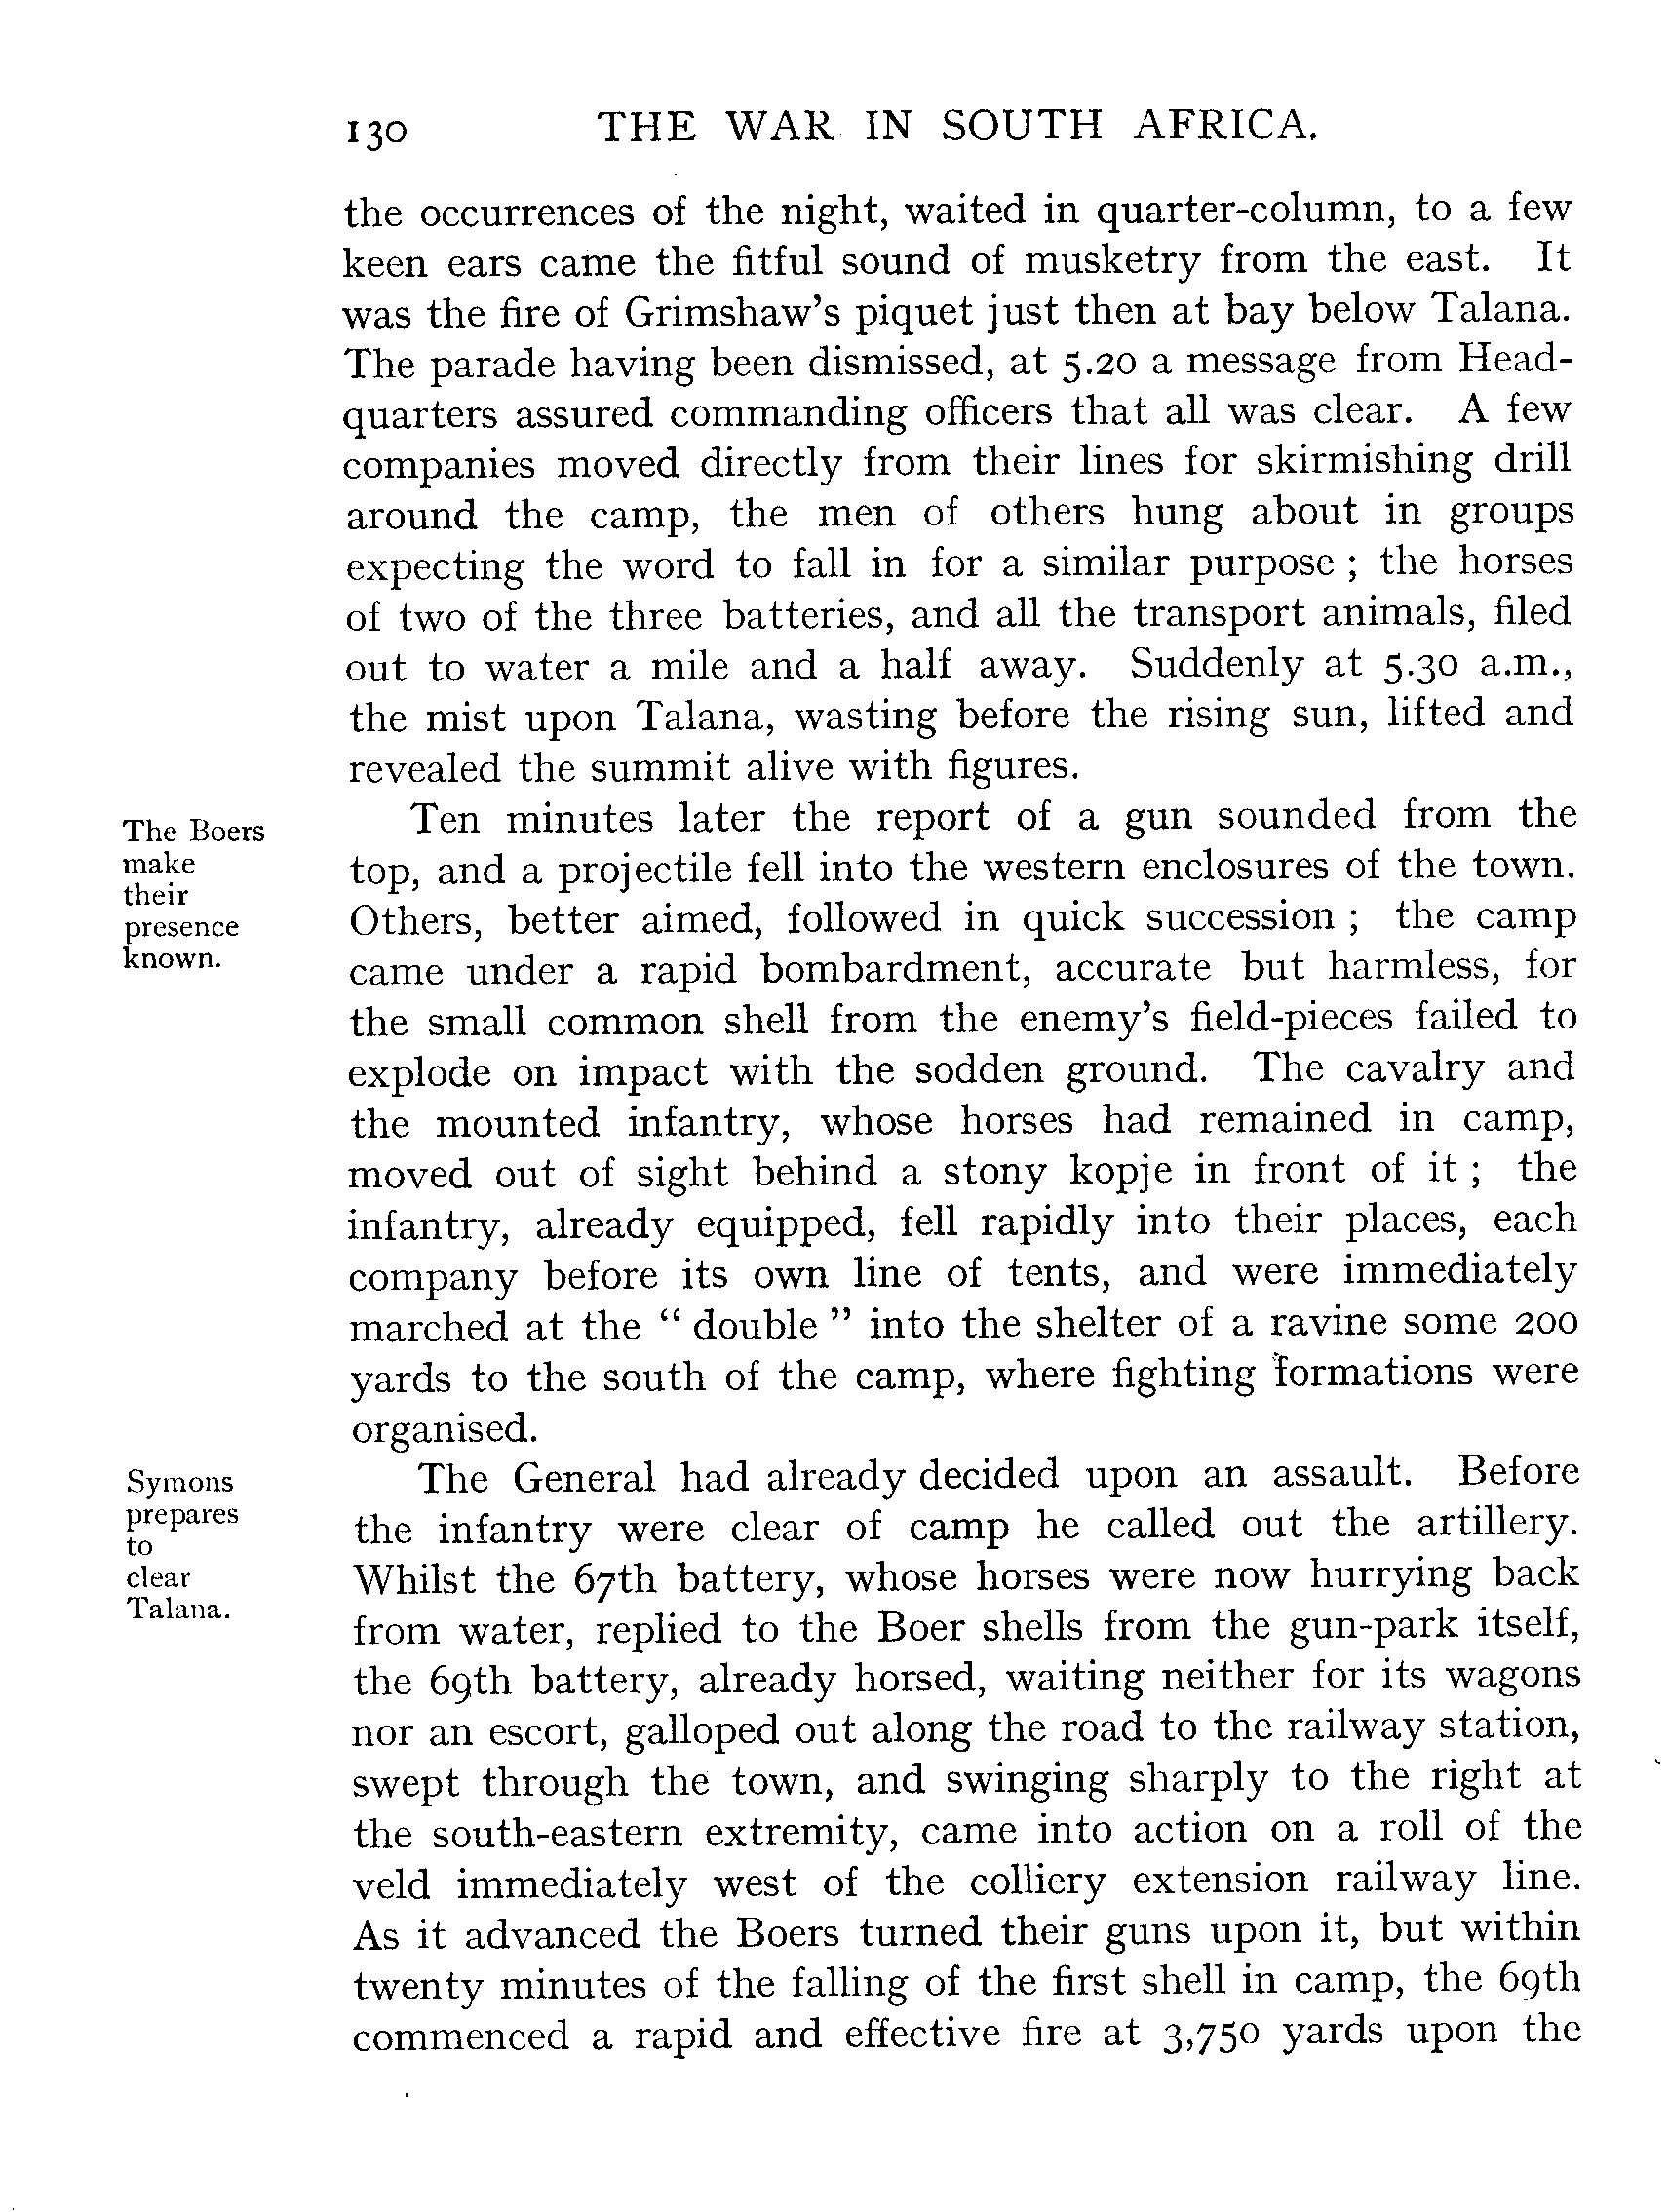 130 THE WAR IN SOUTH AFRICA.
the occurrences of the night, waited in quarter-column, to a few
keen ears came the fitful sound of musketry from the east. It
was the fire of Grimshaw's piquet just then at bay below Talana.
The parade having been dismissed, at 5.20 a message from Head-
quarters assured commanding officers that all was clear. A few
companies moved directly from their lines for skirmishing drill
around the camp, the men of others hung about in groups
expecting the word to fall in for a similar purpose ; the horses
of two of the three batteries, and all the transport animals, filed
out to water a mile and a half away. Suddenly at 5.30 a.m.,
the mist upon Talana, wasting before the rising sun, lifted and
revealed the summit alive with figures.
The Boers
make
their
presence
known.
Ten minutes later the report of a gun sounded from the
top, and a projectile fell into the western enclosures of the town.
Others, better aimed, followed in quick succession ; the camp
came under a rapid bombardment, accurate but harmless, for
the small common shell from the enemy's field-pieces failed to
explode on impact with the sodden ground. The cavalry and
the mounted infantry, whose horses had remained in camp,
moved out of sight behind a stony kopje in front of it ; the
infantry, already equipped, fell rapidly into their places, each
company before its own line of tents, and were immediately
marched at the “ double ” into the shelter of a ravine some 200
yards to the south of the camp, where fighting formations were
organised.
Symons
prepares
to
clear
Talana.
The General had already decided upon an assault. Before
the infantry were clear of camp he called out the artillery.
Whilst the 67th battery, whose horses were now hurrying back
from water, replied to the Boer shells from the gun-park itself,
the 69th battery, already horsed, waiting neither for its wagons
nor an escort, galloped out along the road to the railway station,
swept through the town, and swinging sharply to the right at
the south-eastern extremity, came into action on a roll of the
veld immediately west of the colliery extension railway line.
As it advanced the Boers turned their guns upon it, but within
twenty minutes of the falling of the first shell in camp, the 69th
commenced a rapid and effective fire at 3,750 yards upon the